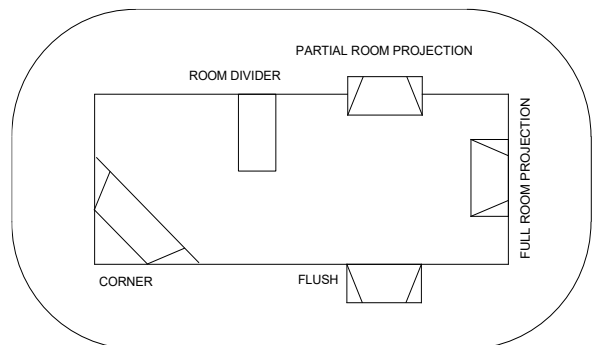 PARTIAL ROOM PROJECTION
ROOM DIVIDER
FULL ROOM PROJECTION
CORNER
FLUSH